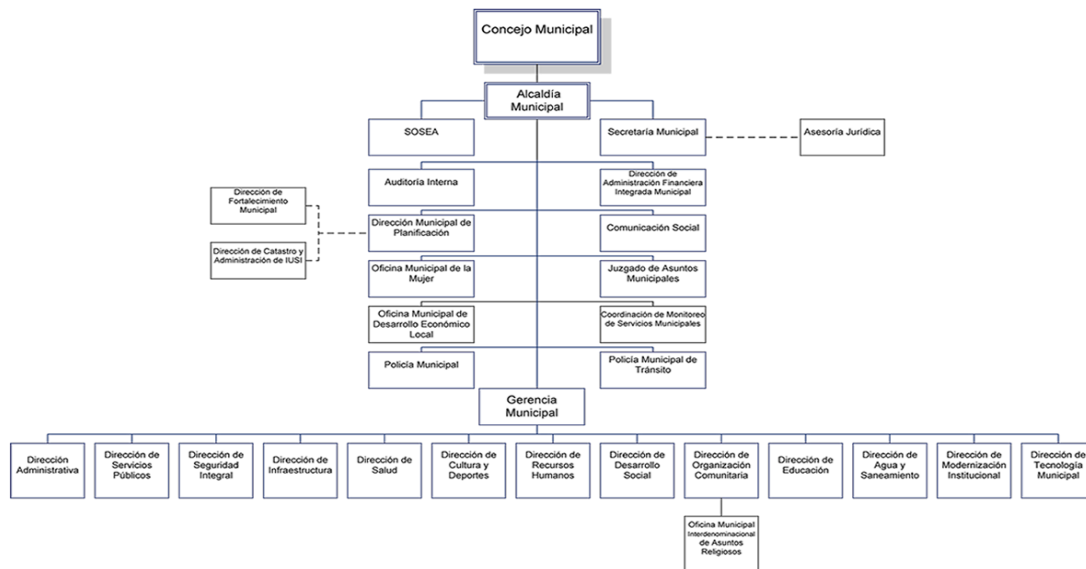 Concejo Municipal
Alcaldía
Municipal
SOSEA
Secretaría Municipal
Asesoría Jurídica
Auditoría Interna
Dirección de
Administración Financiera
Integrada Municipal
Dirección de
Fortalecimiento
Municipal
Dirección Municipal de
Planificación
Comunicación Social
Dirección de Catastro y
Administración de IUSI
Oficina Municipal de la
Mujer
Juzgado de Asuntos
Municipales
Oficina Municipal de
Desarrollo Económico
Local
Coordinación de Monitoreo
de Servicios Municipales
Policía Municipal
Policía Municipal de
Tránsito
Gerencia
Municipal
Dirección
Administrativa
Dirección de
Servicios
Públicos
Dirección de
Seguridad
Integral
Dirección de
Infraestructura
Dirección de
Salud
Dirección de
Cultura y
Deportes
Dirección de
Recursos
Humanos
Dirección de
Desarrollo
Social
Dirección de
Organización
Comunitaria
Dirección de
Educación
Dirección de
Agua y
Saneamiento
Dirección de
Modernización
Institucional
Dirección de
Tecnología
Municipal
Oficina Municipal
Interdenominacional
de Asuntos
Religiosos